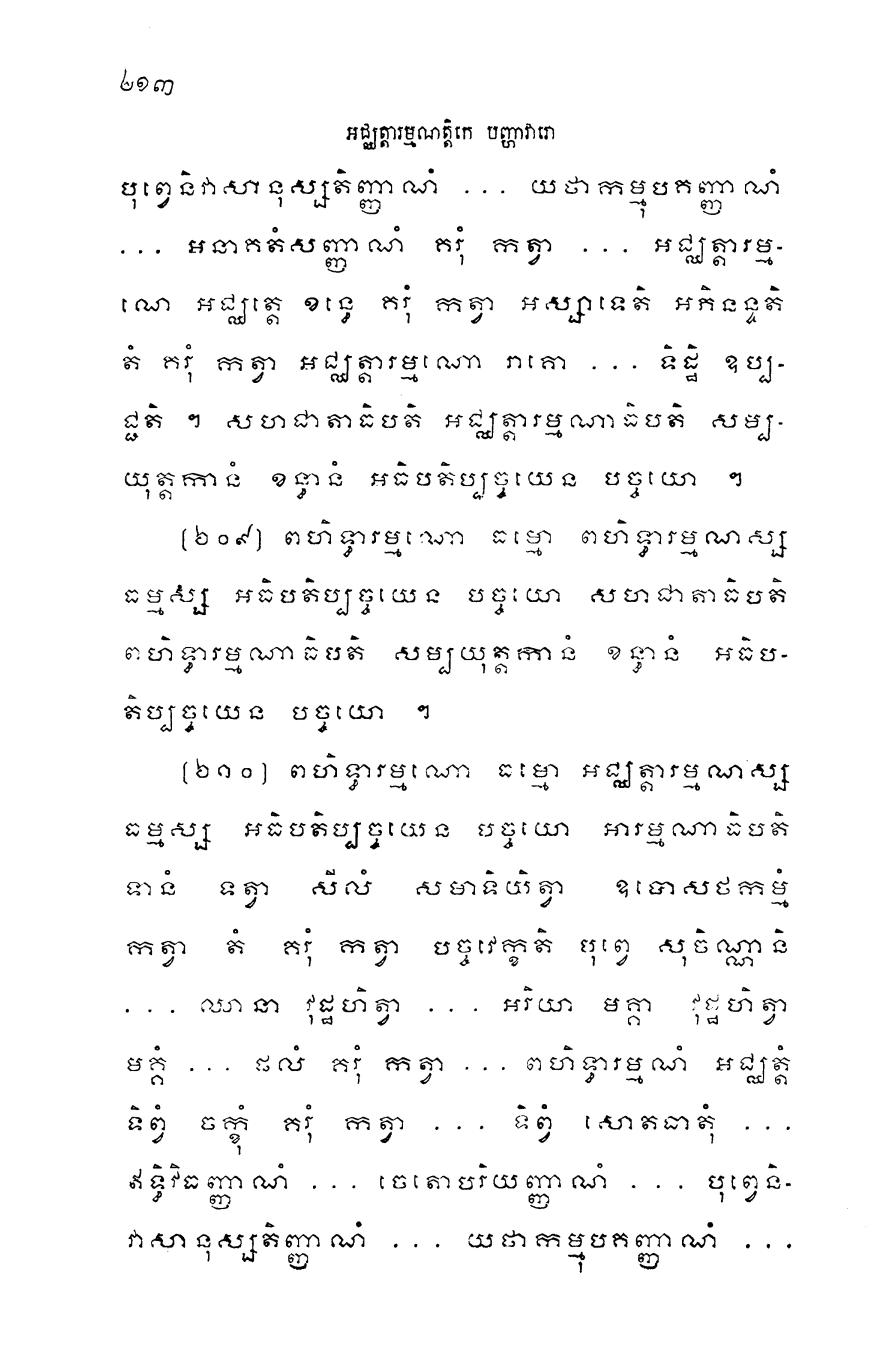 ២១៣
អជ្ឈត្តារម្មណត្តិកេ បញ្ហាវារោ
បុព្វេនិវាសានុស្សតិញ្ញាណំ ... យថាកម្មុបគញ្ញាណំ
... អនាគតំសញ្ញាណំ គរុំ កត្វា ... អជ្ឈត្តារម្ម-
ណេ អជ្ឈត្តេ ខន្ធេ គរុំ កត្វា អស្សាទេតិ អភិនន្ទតិ
តំ គរុំ កត្វា អជ្ឈត្តារម្មណោ រាគោ ... ទិដ្ឋិ ឧប្ប-
ជ្ជតិ ។ សហជាតាធិបតិ អជ្ឈត្តារម្មណាធិបតិ សម្ប-
យុត្តកានំ ខន្ធានំ អធិបតិប្បច្ចយេន បច្ចយោ ។
(២០៩) ពហិទ្ធារម្មណោ ធម្មោ ពហិទ្ធារម្មណស្ស
ធម្មស្ស អធិបតិប្បច្ចយេន បច្ចយោ សហជាតាធិបតិ
ពហិទ្ធារម្មណាធិបតិ សម្បយុត្តកានំ ខន្ធានំ អធិប-
តិប្បច្ចយេន បច្ចយោ ។
(២១០) ពហិទ្ធារម្មណោ ធម្មោ អជ្ឈត្តារម្មណស្ស
ធម្មស្ស អធិបតិប្បច្ចយេន បច្ចយោ អារម្មណាធិបតិ
ទានំ ទត្វា សីលំ សមាទិយិត្វា ឧបោសថកម្មំ
កត្វា តំ គរុំ កត្វា បច្ចវេក្ខតិ បុព្វេ សុចិណ្ណានិ
... ឈានា វុដ្ឋហិត្វា ... អរិយា មគ្គា វុដ្ឋហិត្វា
មគ្គំ ... ផលំ គរុំ កត្វា ... ពហិទ្ធារម្មណំ អជ្ឈត្តំ
ទិព្វំ ចក្ខុំ គរុំ កត្វា ... ទិព្វំ សោតធាតុំ ...
ឥទ្ធិវិធញ្ញាណំ ... ចេតោបរិយញ្ញាណំ ... បុព្វេនិ-
វាសានុស្សតិញ្ញាណំ ... យថាកម្មុបគញ្ញាណំ ...